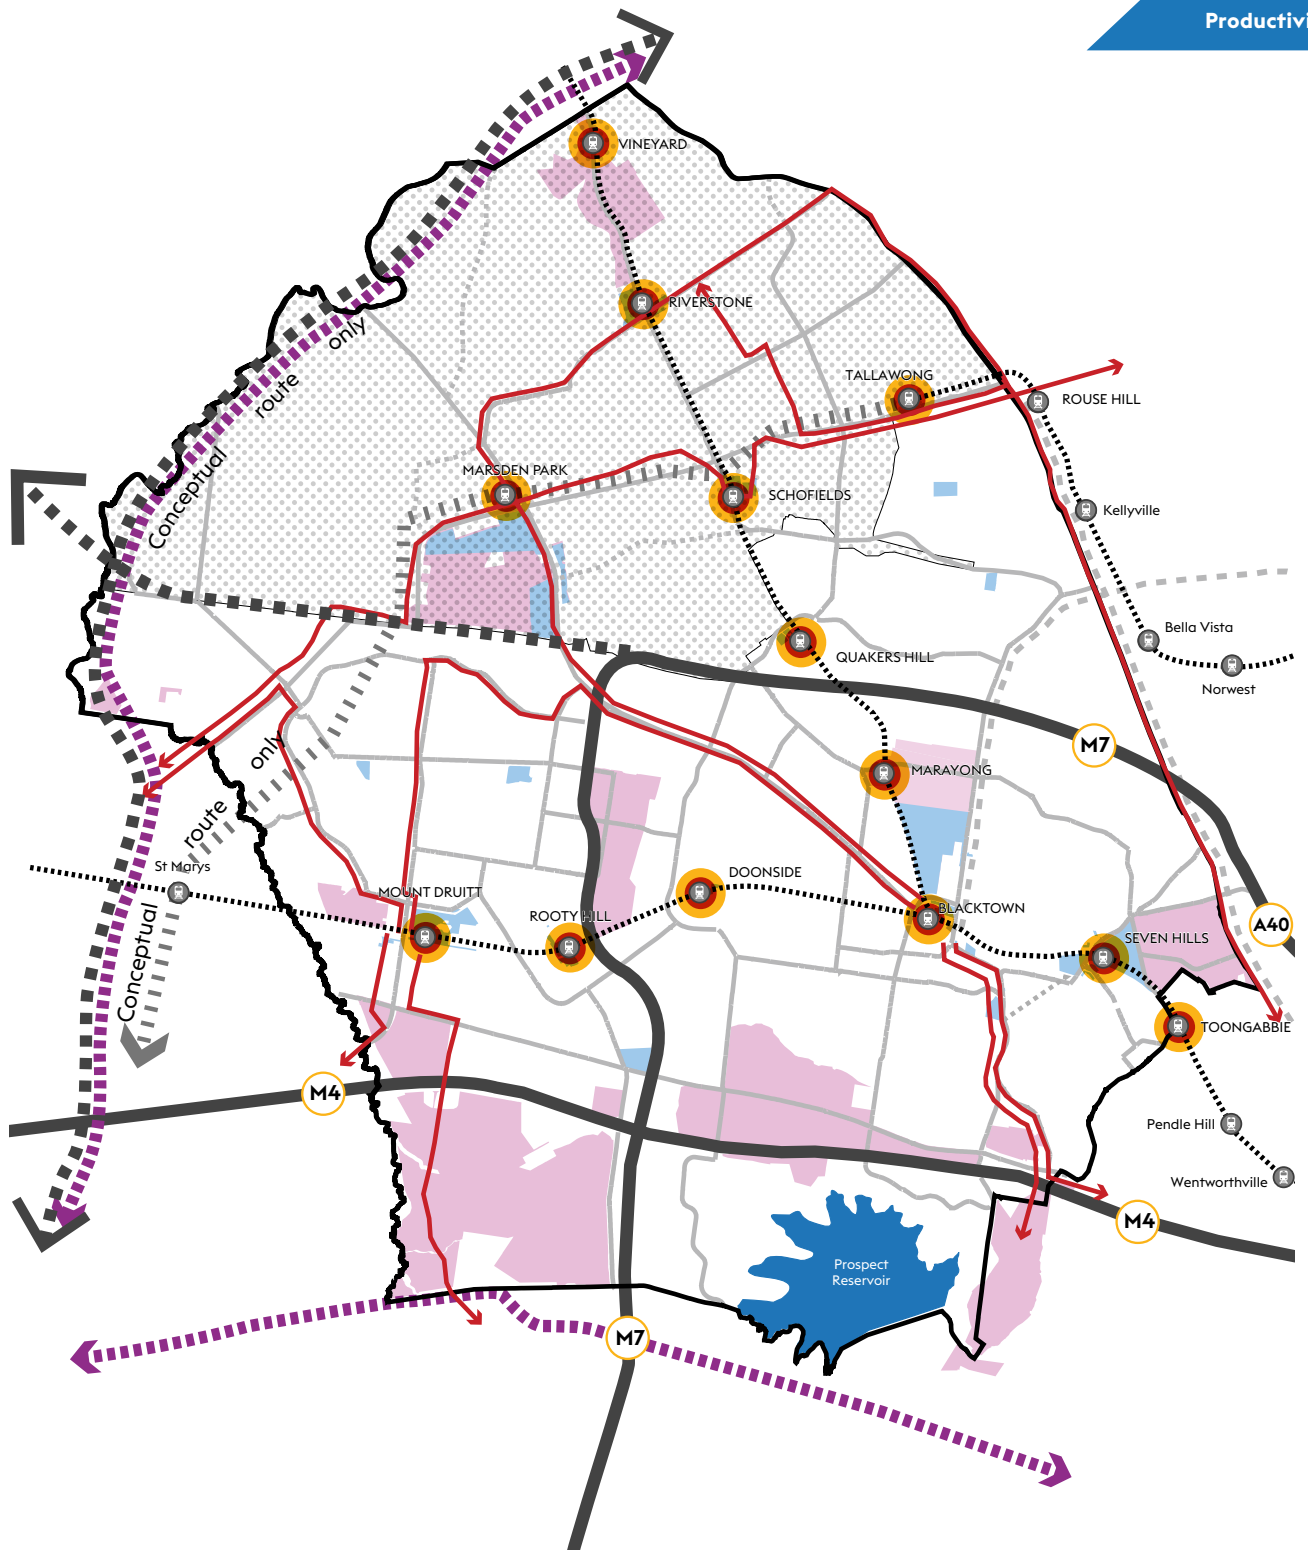 Productivi
VINEYARD
RIVERSTONE
only
route
Conceptual
TALLAWONG
ROUSE HILL
MARSDEN PARK
SCHOFIELDS
Kellyville
Bella Vista
Norwest
QUAKERS HILL
M7
MARAYONG
only
route
Conceptual
St Marys
MOUNT DRUITT
ROOTY HILL
DOONSIDE
BLACKTOWN
SEVEN HILLS
A40
TOONGABBIE
M4
Pendle Hill
Wentworthville
M4
Prospect
Reservoir
M7